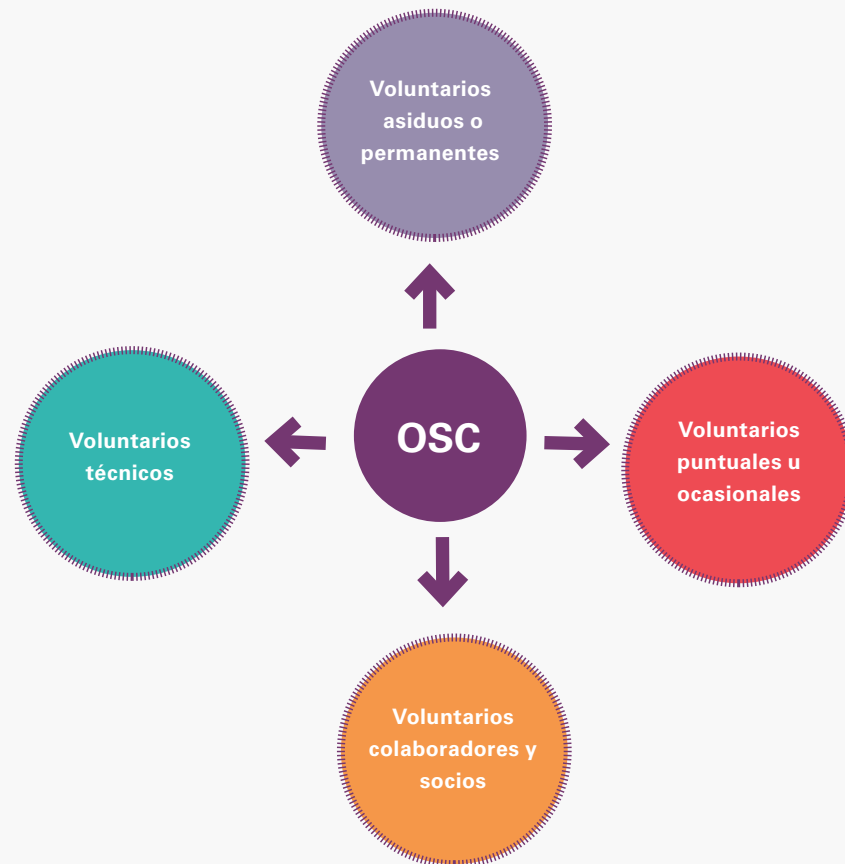 Voluntarios
asiduos o
permanentes
Voluntarios
técnicos
OSC
Voluntarios
puntuales u
ocasionales
Voluntarios
colaboradores y
socios